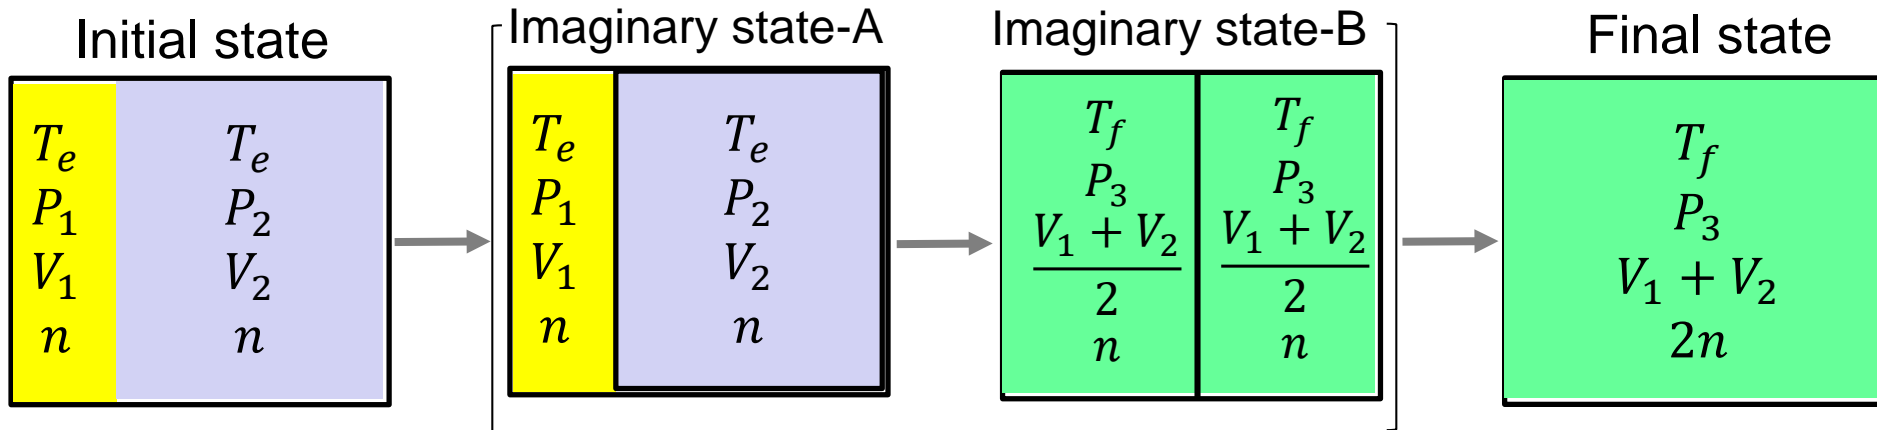 Initial state
T_e T_e
P_1 P_2
V_1 V_2
n n
Imaginary state-A
T_e T_e
P_1 P_2
V_1 V_2
n n
Imaginary state-B
T_f T_f
P_3 P_3
V_1 + V_2 V_1 + V_2
2 2
n n
Final state
T_f
P_3
V_1 + V_2
2n